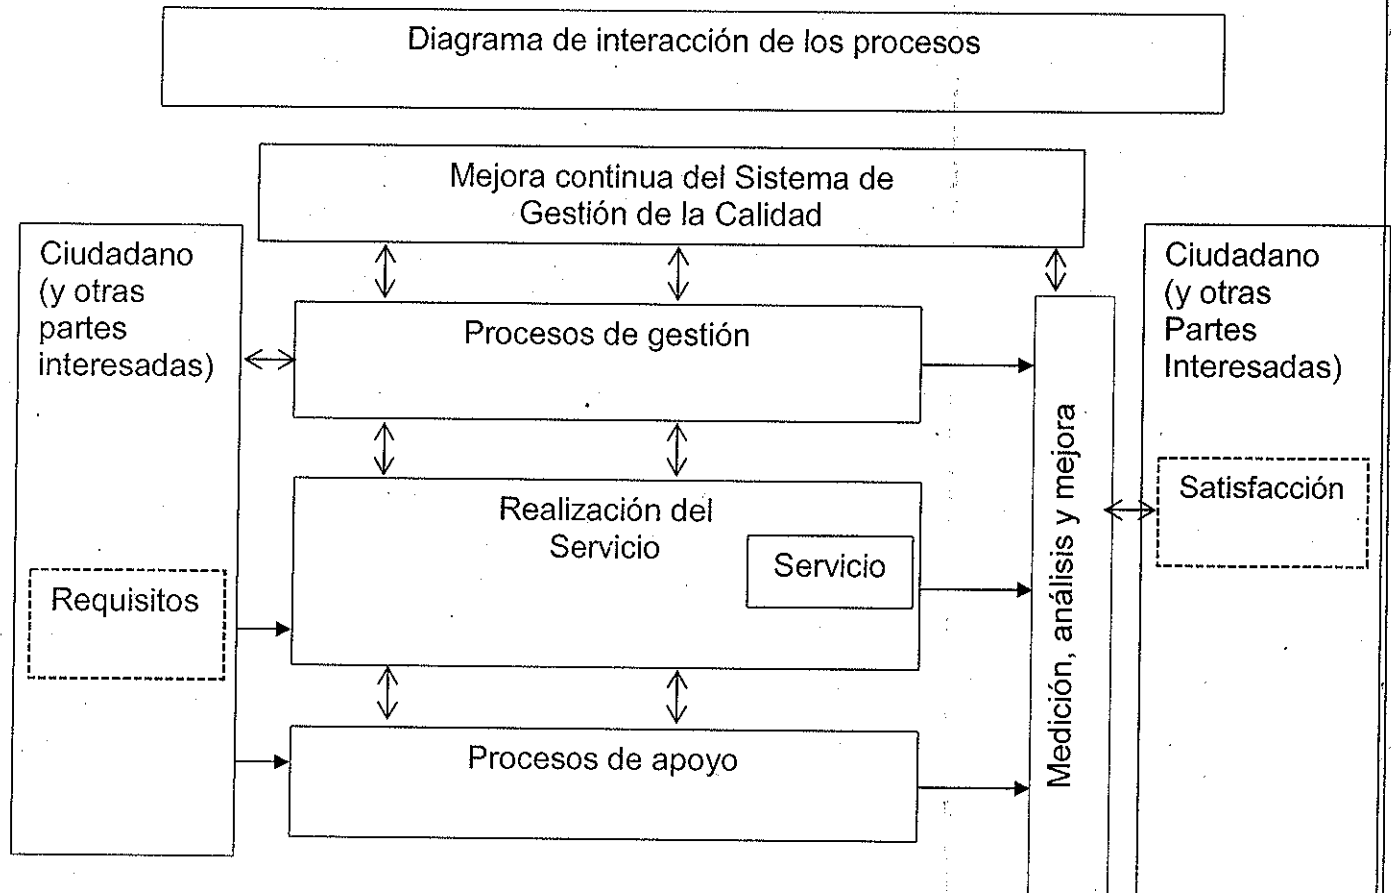 Diagrama de interacción de los procesos
Mejora continua del Sistema de
Gestión de la Calidad
Ciudadano
(y otras
partes
interesadas)
Requisitos
Procesos de gestión
Realización del
Servicio
Servicio
Procesos de apoyo
Medición, análisis y mejora
Ciudadano
(y otras
Partes
Interesadas)
Satisfacción